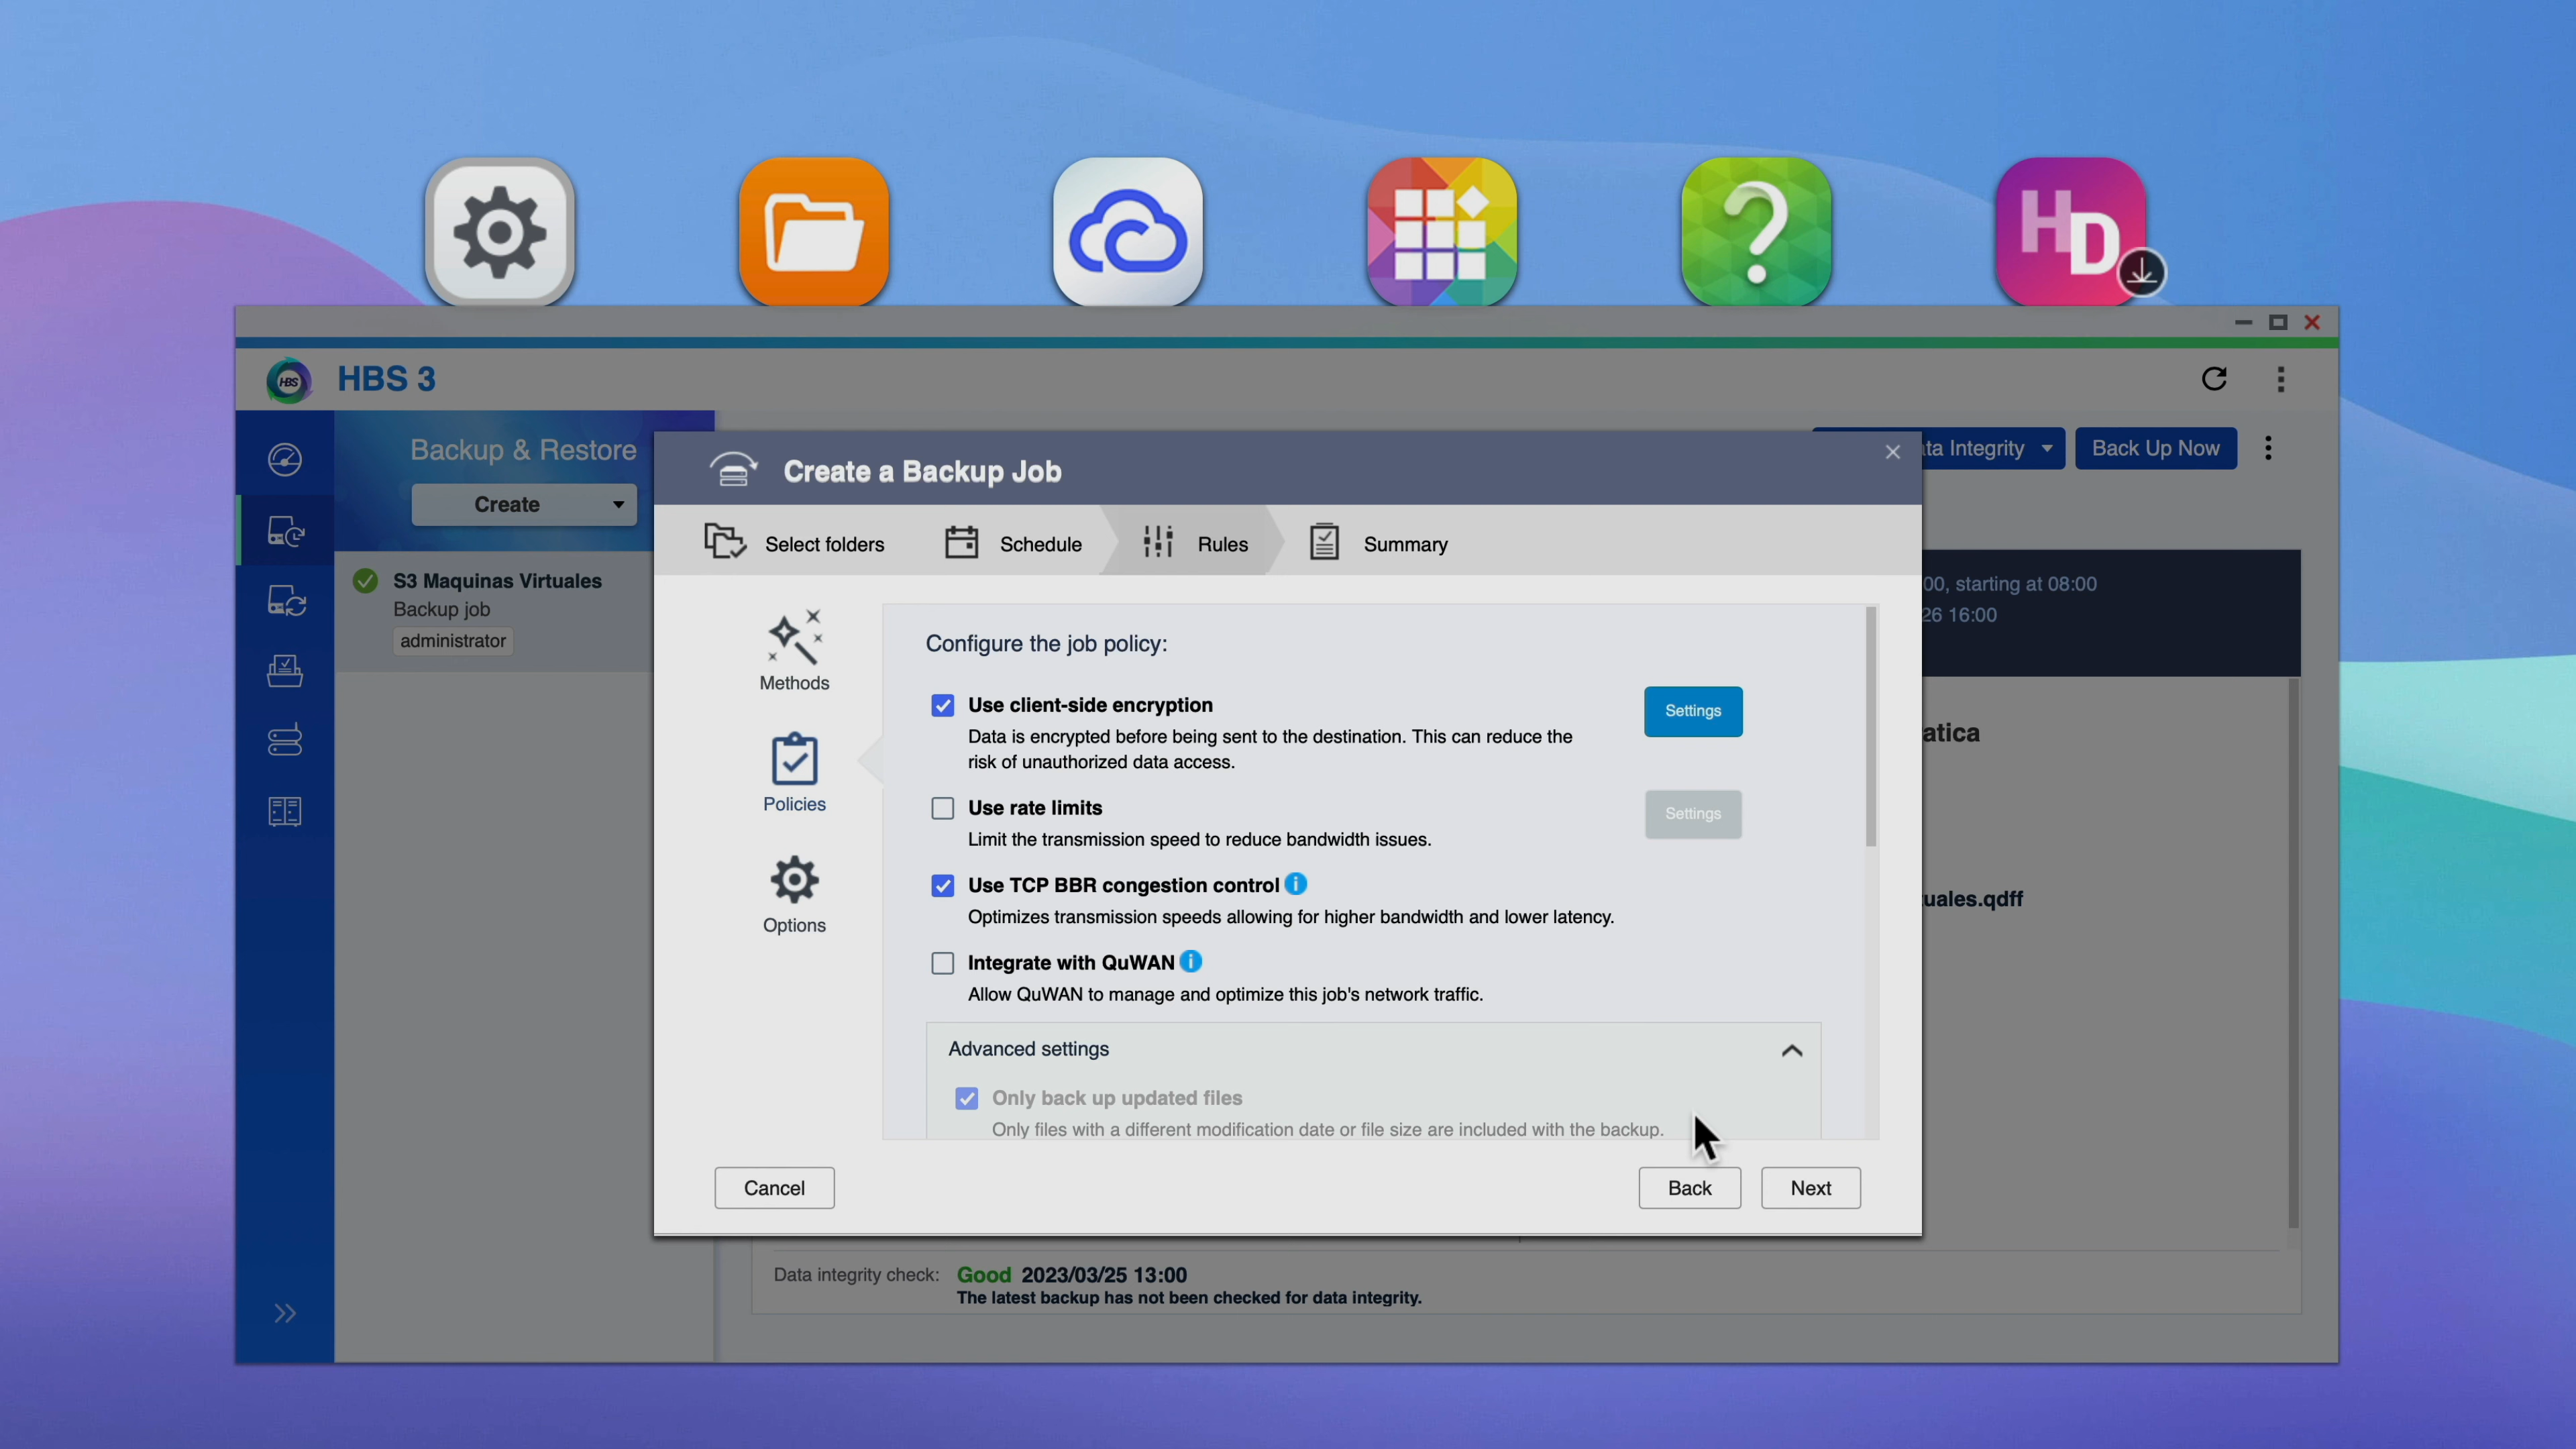 HD
HBS
HBS 3
Backup & Restore
Create
S3 Maquinas Virtuales
Backup job
administrator
Integrity
Back Up Now
00, starting at 08:00
26 16:00
Create a Backup Job
Select folders
Schedule
Rules
Summary
Methods
Policies
Options
Configure the job policy:
Use client-side encryption
Settings
Data is encrypted before being sent to the destination. This can reduce the
risk of unauthorized data access.
Use rate limits
Settings
Limit the transmission speed to reduce bandwidth issues.
Use TCP BBR congestion control
Optimizes transmission speeds allowing for higher bandwidth and lower latency.
Integrate with QuWAN
Allow QuWAN to manage and optimize this job's network traffic.
Advanced settings
Only back up updated files
Only files with a different modification date or file size are included with the backup.
Cancel
Back
Next
atica
uales.qdff
Data integrity check: Good 2023/03/25 13:00
The latest backup has not been checked for data integrity.